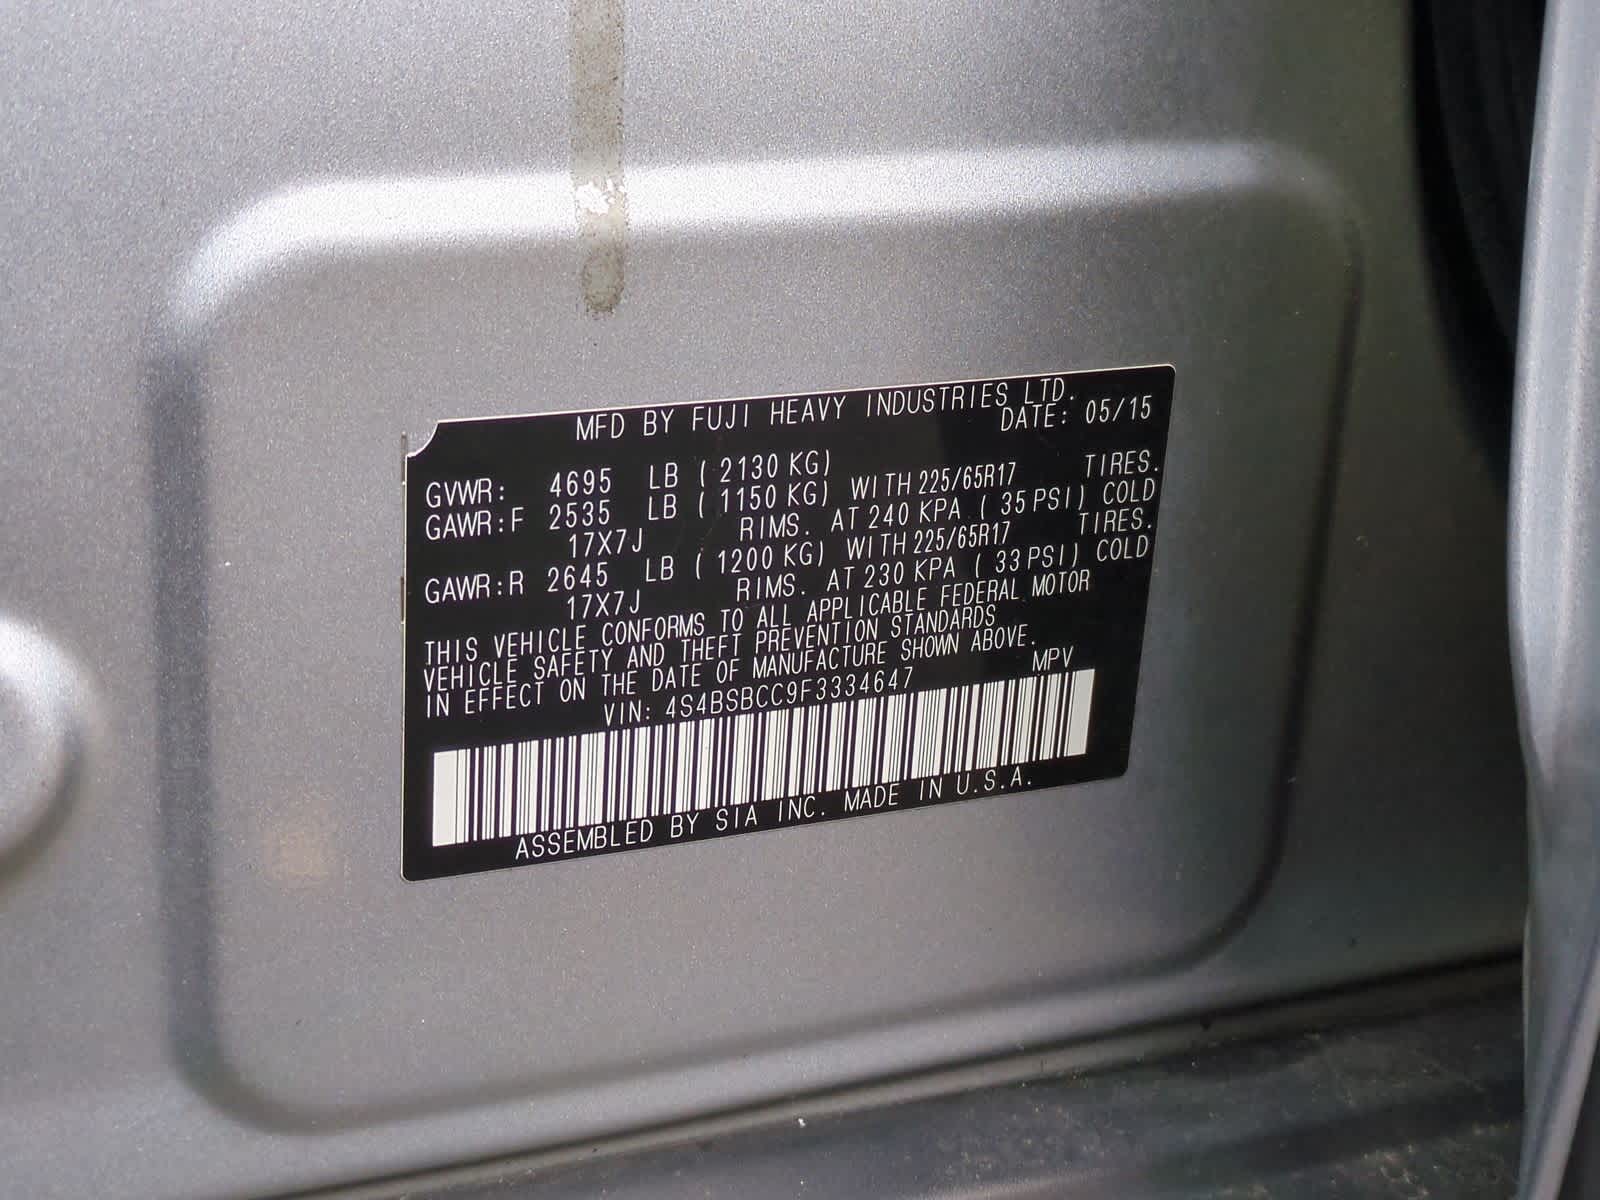 MFD BY FUJI HEAVY INDUSTRIES LTD.
DATE: 05/15
GVWR: 4695 LB ( 2130 KG)
GAWR:F 2535 LB ( 1150 KG) WITH 225/65R17 TIRES.
17X7J RIMS. AT 240 KPA ( 35 PSI) COLD
GAWR:R 2645 LB ( 1200 KG) WITH 225/65R17 TIRES.
17X7J RIMS. AT 230 KPA ( 33 PSI) COLD
THIS VEHICLE CONFORMS TO ALL APPLICABLE FEDERAL MOTOR
VEHICLE SAFETY AND THEFT PREVENTION STANDARDS
IN EFFECT ON THE DATE OF MANUFACTURE SHOWN ABOVE.
VIN: 4S4BSBCC9F3334647 MPV
ASSEMBLED BY SIA INC. MADE IN U.S.A.